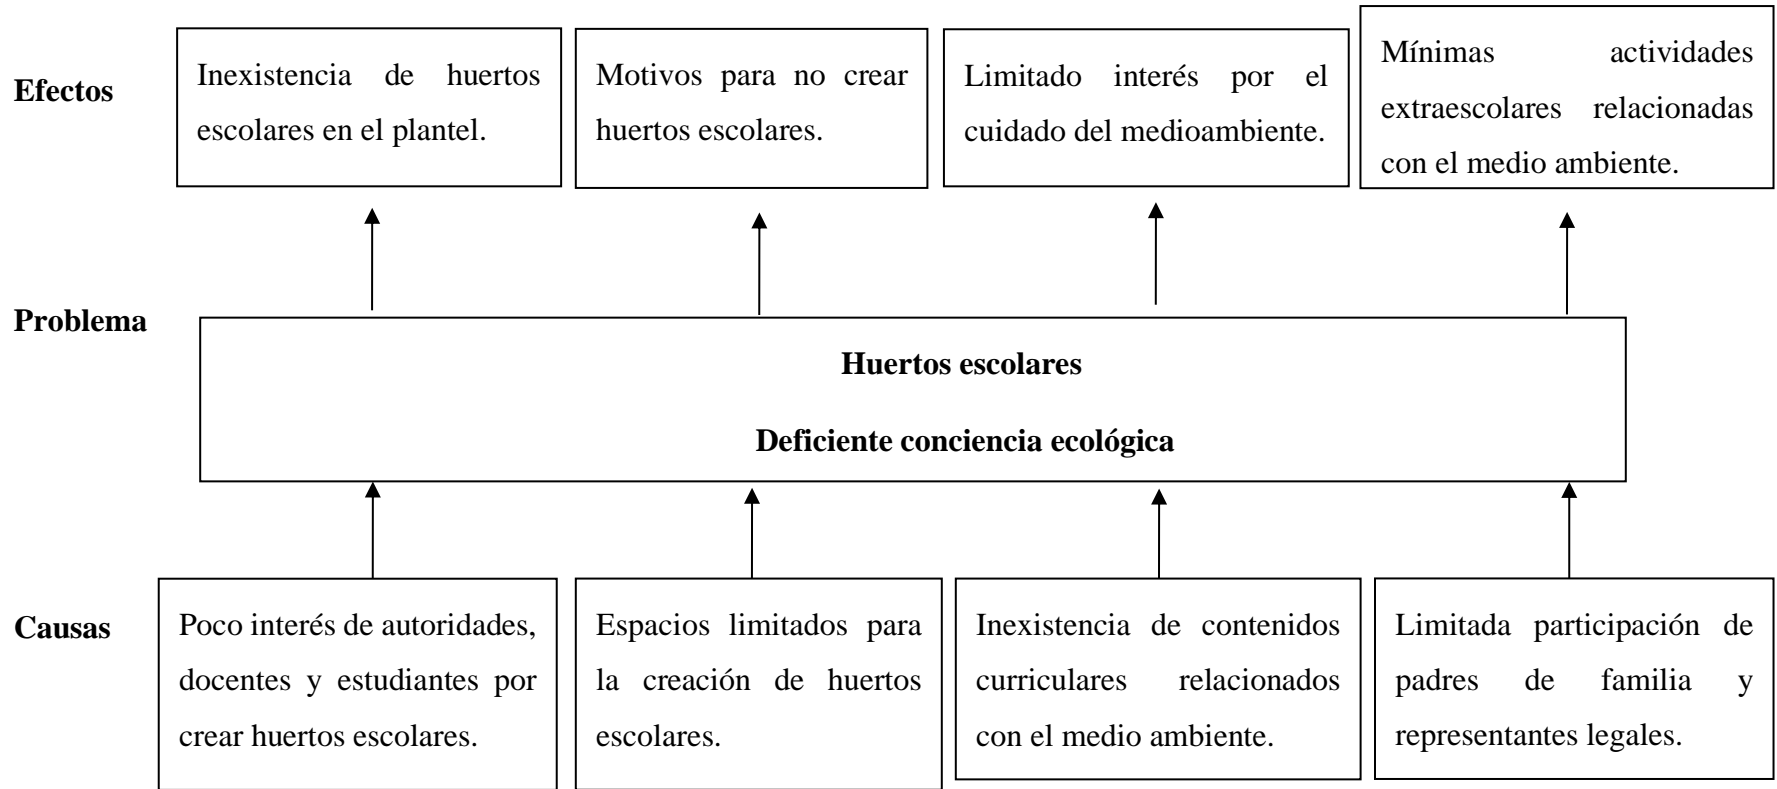 Efectos
Inexistencia de huertos
escolares en el plantel.
Motivos para no crear
huertos escolares.
Limitado interés por el
cuidado del medioambiente.
Mínimas actividades
extraescolares relacionadas
con el medio ambiente.
Problema
Huertos escolares
Deficiente conciencia ecológica
Causas
Poco interés de autoridades,
docentes y estudiantes por
crear huertos escolares.
Espacios limitados para
la creación de huertos
escolares.
Inexistencia de contenidos
curriculares relacionados
con el medio ambiente.
Limitada participación de
padres de familia y
representantes legales.